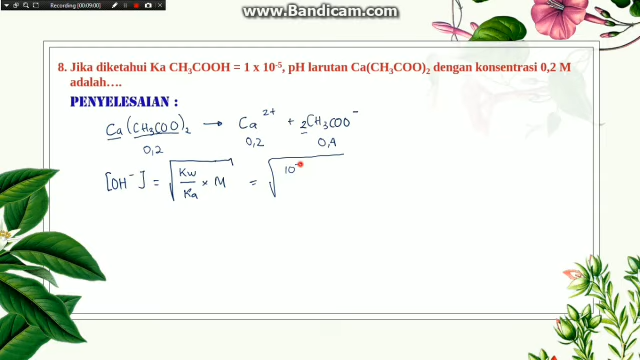 www.Bandicam.com
Record [00:09:00]
8. Jika diketahui Ka CH₃COOH = 1 x 10⁻⁵, pH larutan Ca(CH₃COO)₂ dengan konsentrasi 0,2 M
adalah….
PENYELESAIAN :
Ca(CH₃COO)₂ → Ca²⁺ + 2CH₃COO⁻
0,2 0,2 0,4
[OH⁻] = √(Kw/Ka × M) = √10⁻